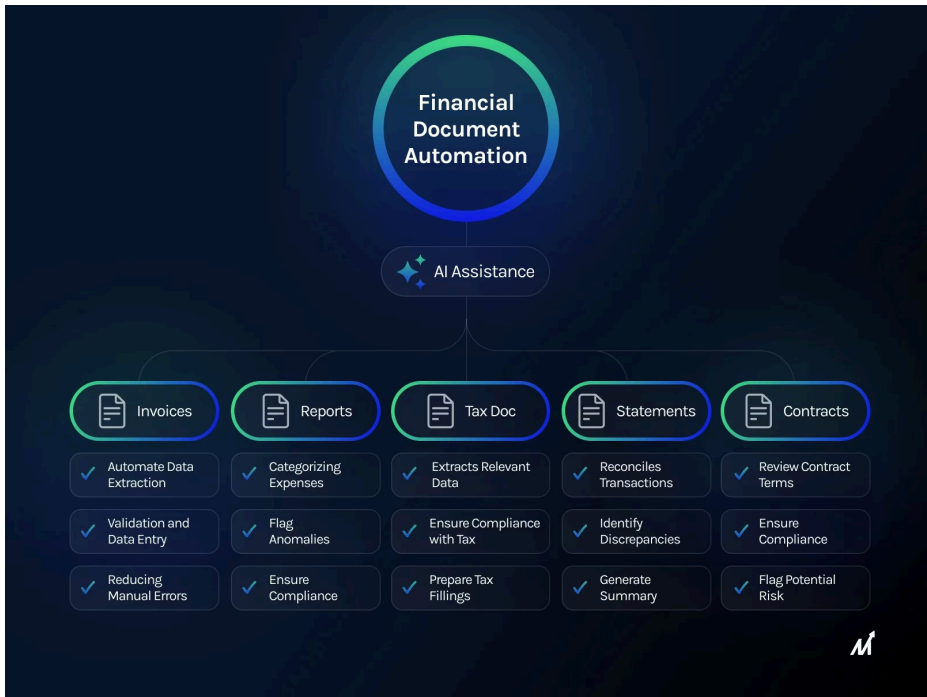 Financial
Document
Automation
AI Assistance
Invoices
Automate Data
Extraction
Validation and
Data Entry
Reducing
Manual Errors
Reports
Categorizing
Expenses
Flag
Anomalies
Ensure
Compliance
Tax Doc
Extracts Relevant
Data
Ensure Compliance
with Tax
Prepare Tax
Fillings
Statements
Reconciles
Transactions
Identify
Discrepancies
Generate
Summary
Contracts
Review Contract
Terms
Ensure
Compliance
Flag Potential
Risk